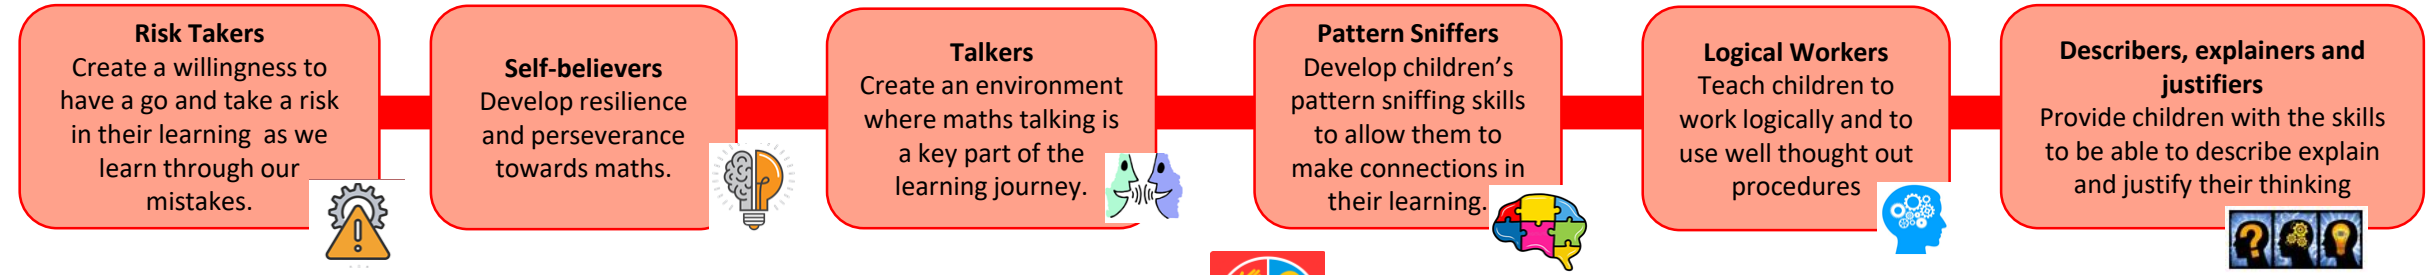 Risk Takers
Create a willingness to
have a go and take a risk
in their learning  as we
learn through our
mistakes.
Self-believers
Develop resilience
and perseverance
towards maths.
Talkers
Create an environment
where maths talking is
a key part of the
learning journey.
Pattern Sniffers
Develop children’s
pattern sniffing skills
to allow them to
make connections in
their learning.
Logical Workers
Teach children to
work logically and to
use well thought out
procedures
Describers, explainers and
justifiers
Provide children with the skills
to be able to describe explain
and justify their thinking